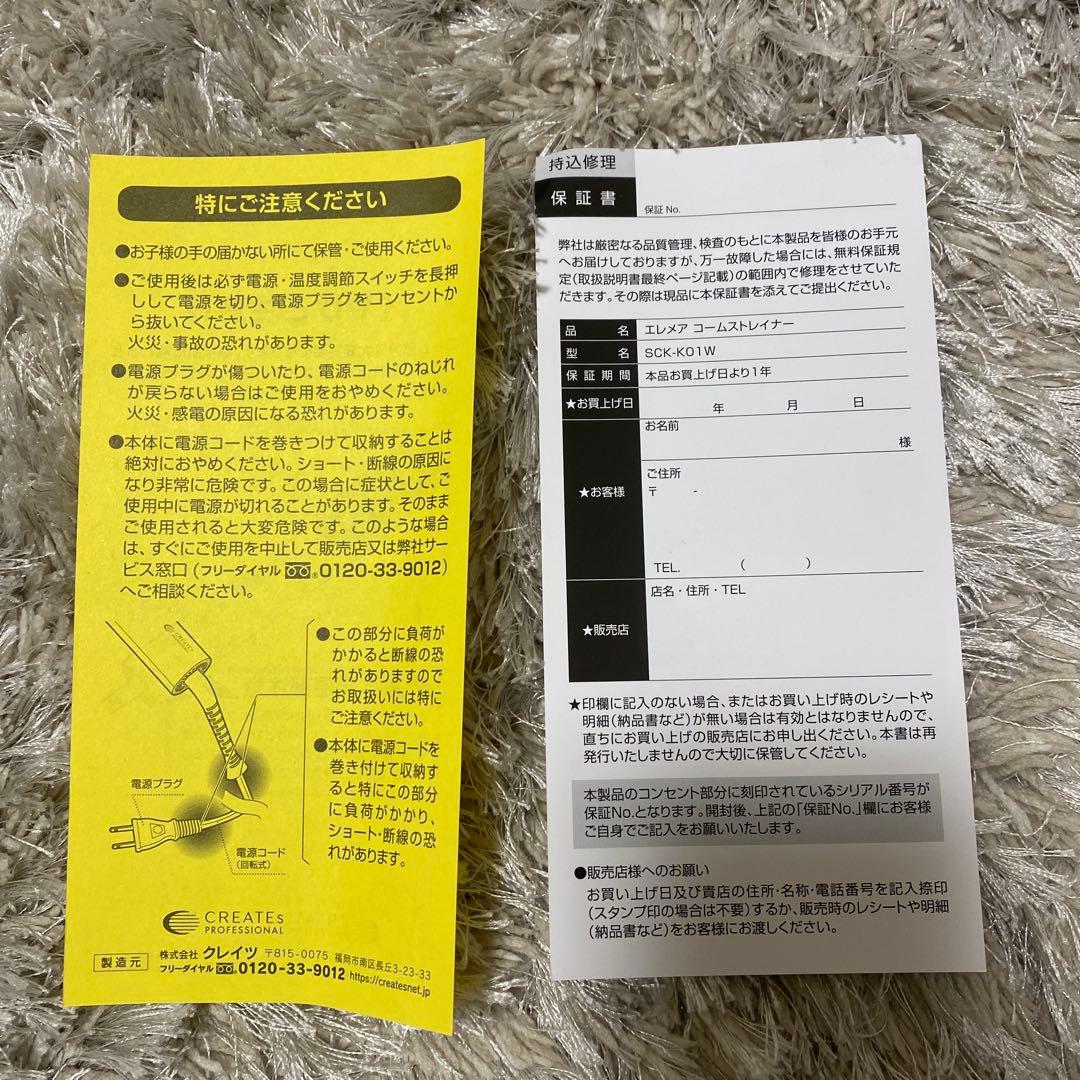 特にご注意ください
●お子様の手の届かない所にて保管・ご使用ください。
●ご使用後は必ず電源・温度調節スイッチを長押
しして電源を切り、電源プラグをコンセントか
ら抜いてください。
火災・事故の恐れがあります。
●電源プラグが傷ついたり、電源コードのねじれ
が戻らない場合はご使用をおやめください。
火災・感電の原因になる恐れがあります。
●本体に電源コードを巻きつけて収納することは
絶対におやめください。ショート・断線の原因に
なり非常に危険です。この場合に症状として、ご
使用中に電源が切れることがあります。そのまま
ご使用されると大変危険です。このような場合
は、すぐにご使用を中止して販売店又は弊社サー
ビス窓口(フリーダイヤル 0120-33-9012)
へご相談ください。
CREATEs
●この部分に負荷が
かかると断線の恐
れがありますので
お取扱いには特に
ご注意ください。
●本体に電源コードを
巻き付けて収納す
ると特にこの部分
に負荷がかかり、
ショート・断線の恐
れがあります。
電源プラグ
電源コード
(回転式)
CREATEs
PROFESSIONAL
製造元
株式会社 クレイツ 〒815-0075 福岡市南区長丘3-23-33
フリーダイヤル 0120-33-9012 https://createsnet.jp
持込修理
保証書
保証No.
弊社は厳密なる品質管理、検査のもとに本製品を皆様のお手元
へお届けしておりますが、万一故障した場合には、無料保証規
定(取扱説明書最終ページ記載)の範囲内で修理をさせていた
だきます。その際は現品に本保証書を添えてご提出ください。
品名 エレメア コームストレイナー
型名 SCK-K01W
保証期間 本品お買上げ日より1年
★お買上げ日 年 月 日
お名前
様
★お客様
ご住所
〒 -
TEL. ( )
★販売店
店名・住所・TEL
★印欄に記入のない場合、またはお買い上げ時のレシートや
明細(納品書など)が無い場合は有効とはなりませんので、
直ちにお買い上げの販売店にお申し出ください。本書は再
発行いたしませんので大切に保管してください。
本製品のコンセント部分に刻印されているシリアル番号が
保証No.となります。開封後、上記の「保証No.」欄にお客様
ご自身でご記入をお願いいたします。
●販売店様へのお願い
お買い上げ日及び貴店の住所・名称・電話番号を記入捺印
(スタンプ印の場合は不要)するか、販売時のレシートや明細
(納品書など)をお客様にお渡しください。